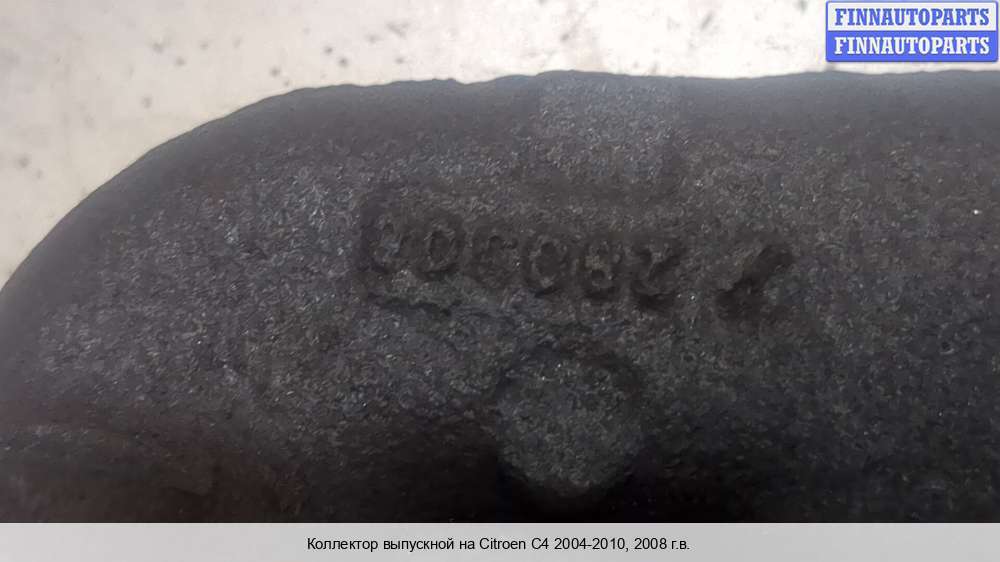 FINNAUTOPARTS
FINNAUTOPARTS
Коллектор выпускной на Citroen C4 2004-2010, 2008 г.в.